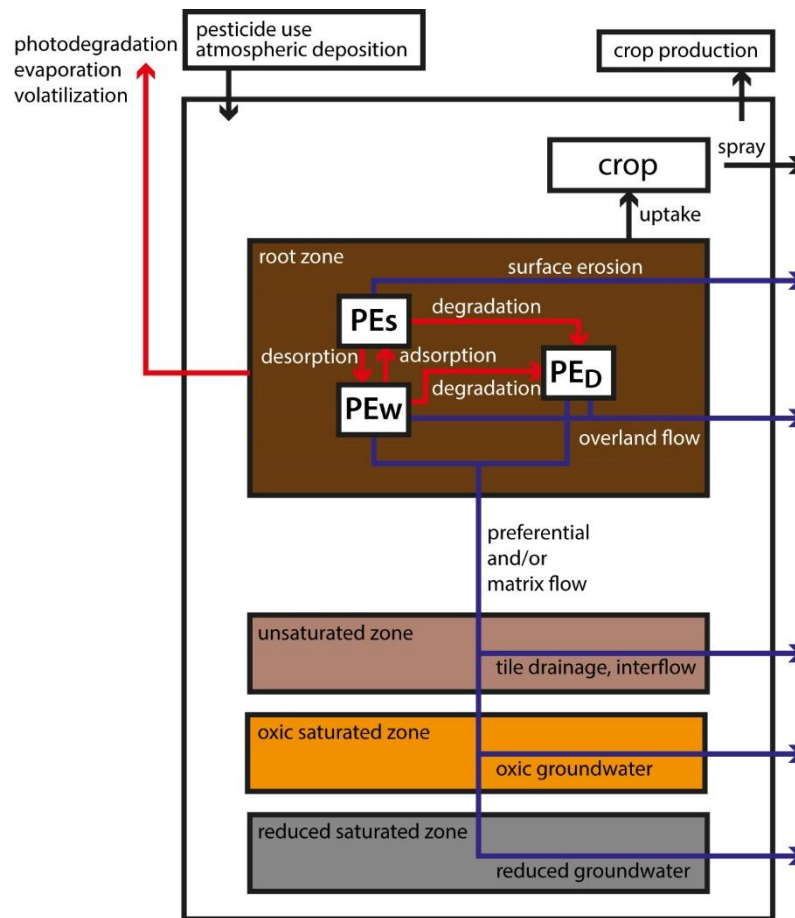 pesticide use
atmospheric deposition
photodegradation
evaporation
volatilization
crop production
crop
spray
uptake
root zone
surface erosion
PEs
degradation
desorption
adsorption
PED
PEw
degradation
overland flow
preferential
and/or
matrix flow
unsaturated zone
tile drainage, interflow
oxic saturated zone
oxic groundwater
reduced saturated zone
reduced groundwater